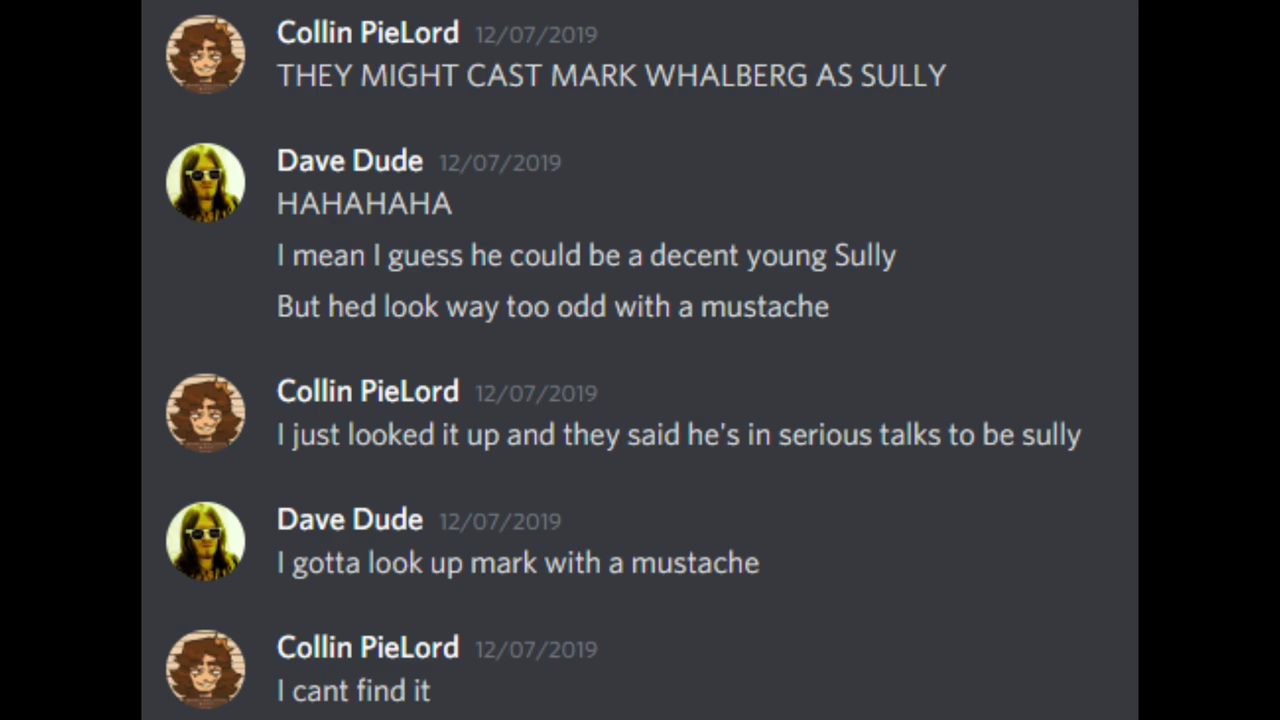 Collin PieLord 12/07/2019
THEY MIGHT CAST MARK WHALBERG AS SULLY
Dave Dude 12/07/2019
HAHAHAHA
I mean I guess he could be a decent young Sully
But hed look way too odd with a mustache
Collin PieLord 12/07/2019
I just looked it up and they said he's in serious talks to be sully
Dave Dude 12/07/2019
I gotta look up mark with a mustache
Collin PieLord 12/07/2019
I cant find it